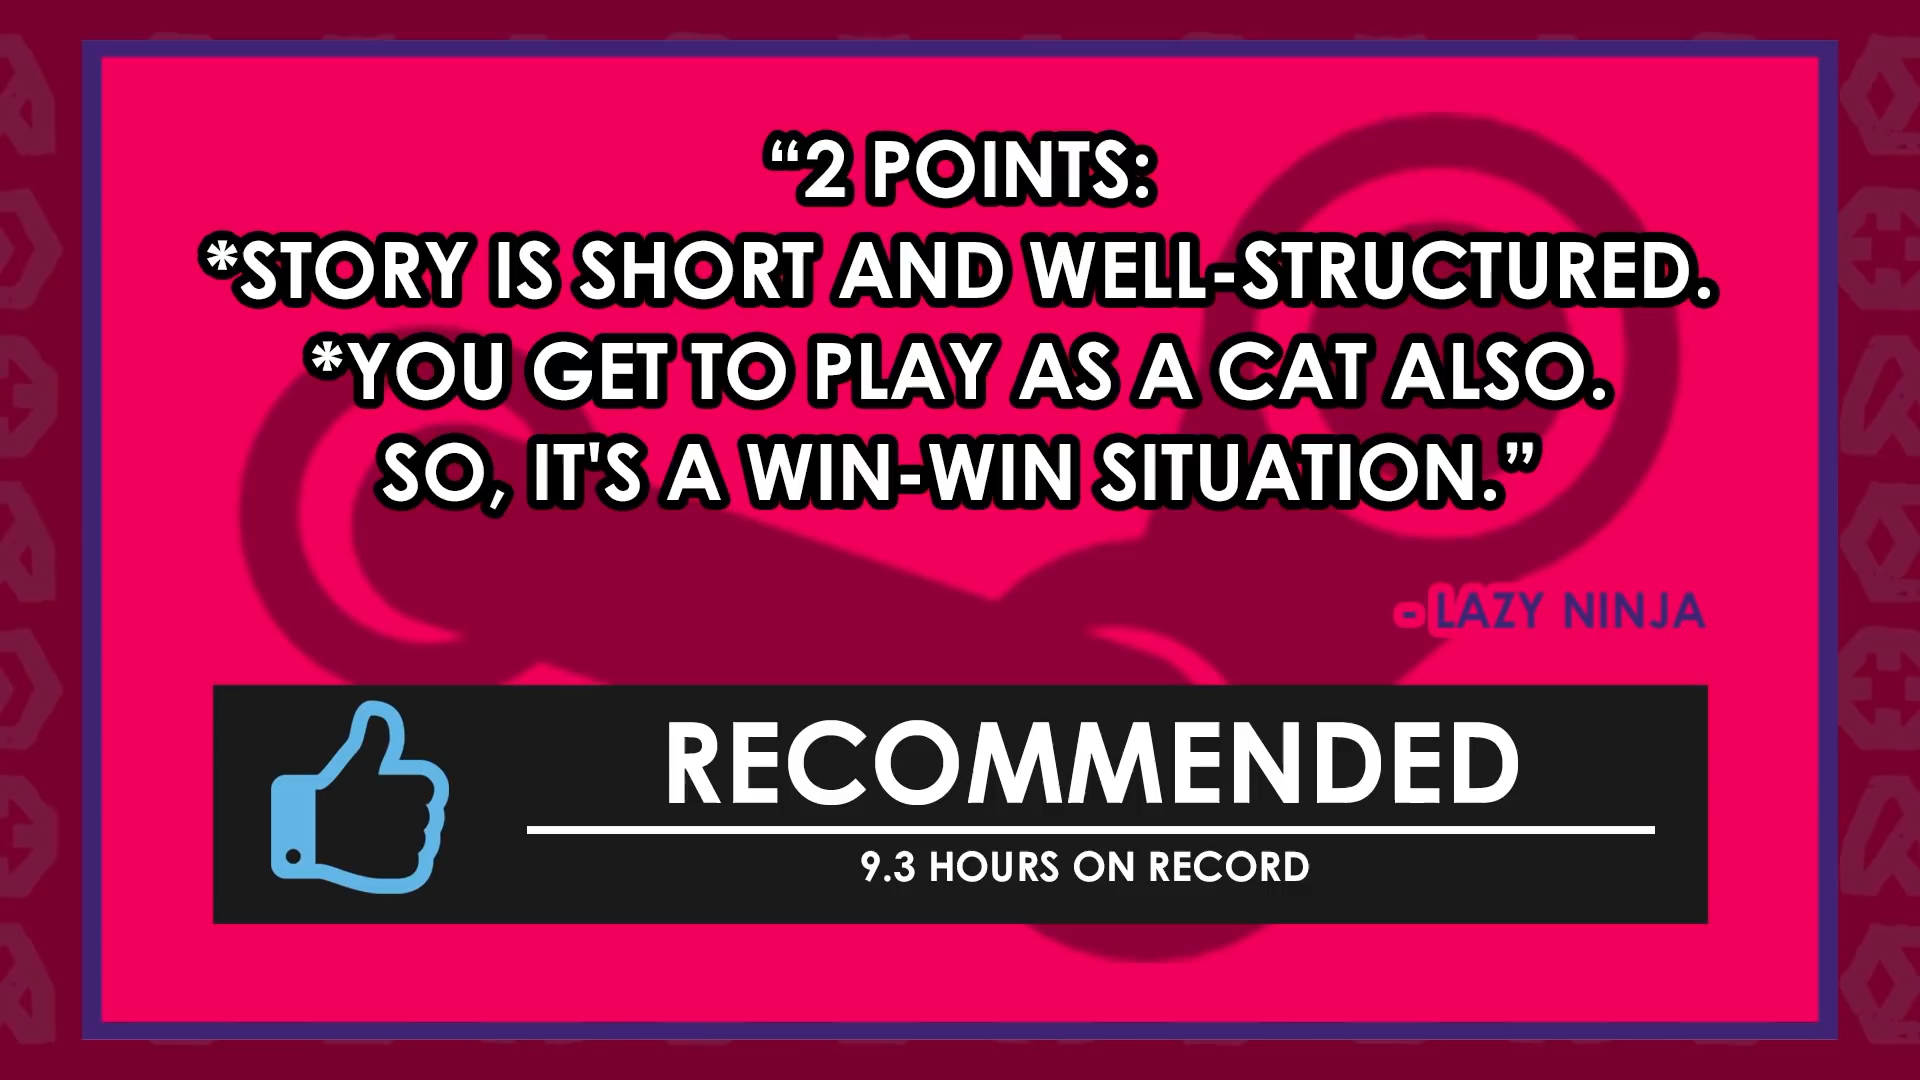 “2 POINTS:
*STORY IS SHORT AND WELL-STRUCTURED.
*YOU GET TO PLAY AS A CAT ALSO.
SO, IT'S A WIN-WIN SITUATION.”
- LAZY NINJA
RECOMMENDED
9.3 HOURS ON RECORD